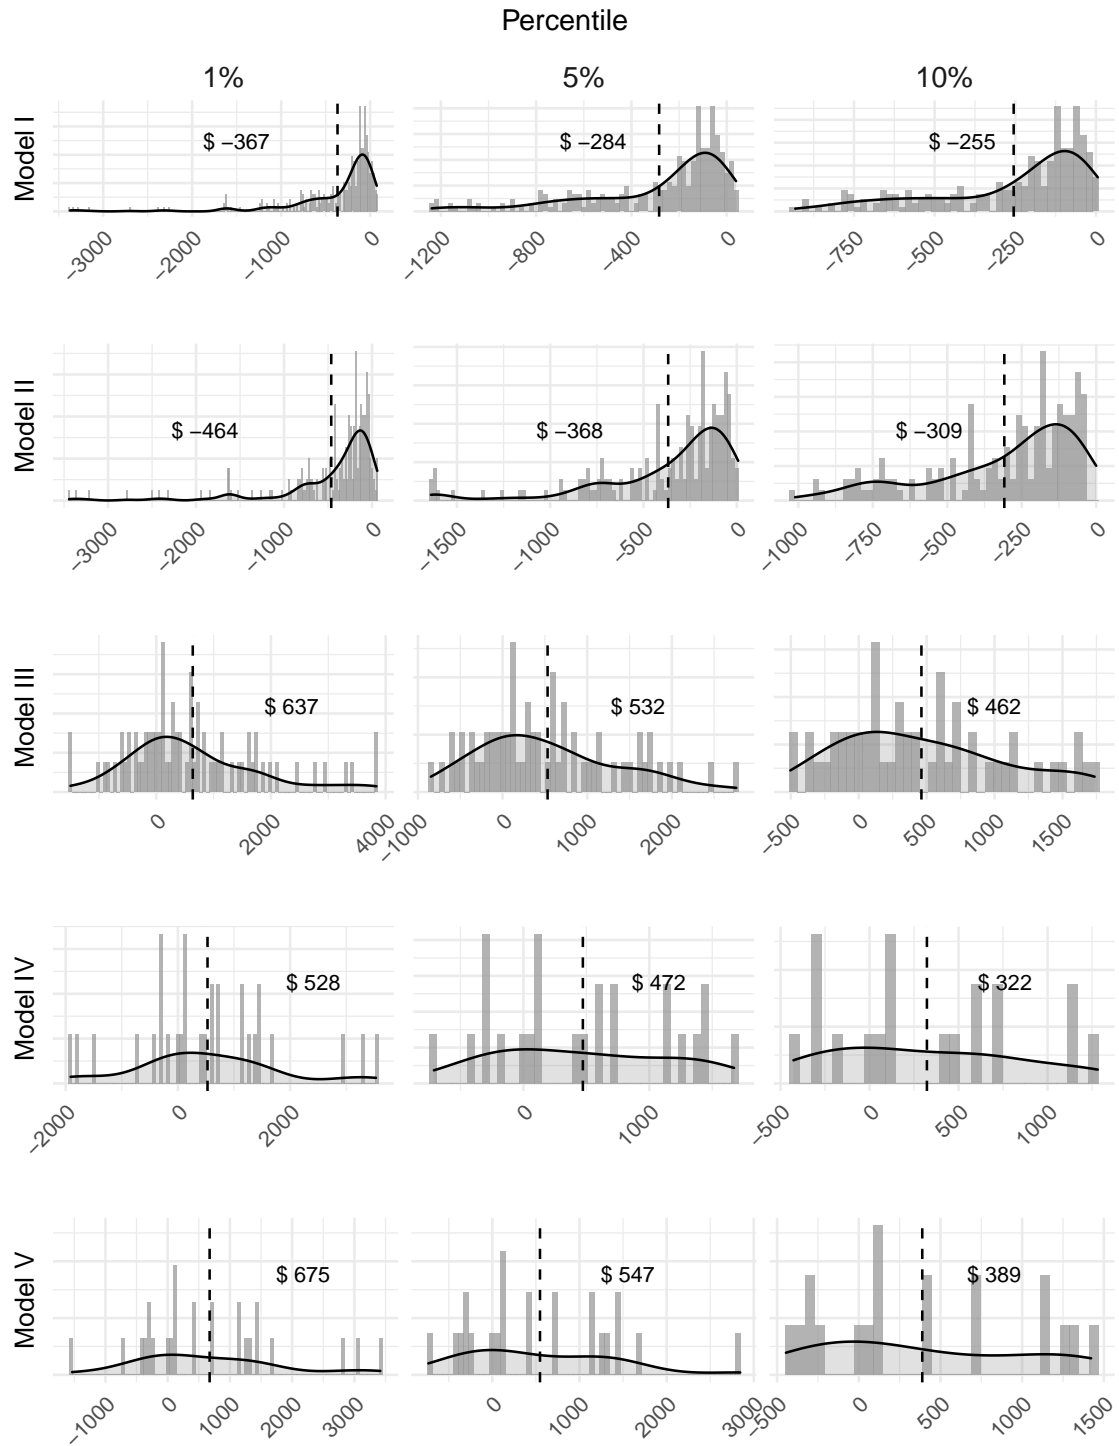 Percentile
1% 5% 10%
Model I
$ −367 $ −284 $ −255
−3000 −2000 −1000 0 −1200 −800 −400 0 −750 −500 −250 0
Model II
$ −464 $ −368 $ −309
−3000 −2000 −1000 0 −1500 −1000 −500 0 −1000 −750 −500 −250 0
Model III
$ 637 $ 532 $ 462
0 2000 4000 −1000 0 1000 2000 −500 0 500 1000 1500
Model IV
$ 528 $ 472 $ 322
−2000 0 2000 0 1000 −500 0 500 1000
Model V
$ 675 $ 547 $ 389
−1000 0 1000 2000 3000 0 1000 2000 3000 −500 0 500 1000 1500